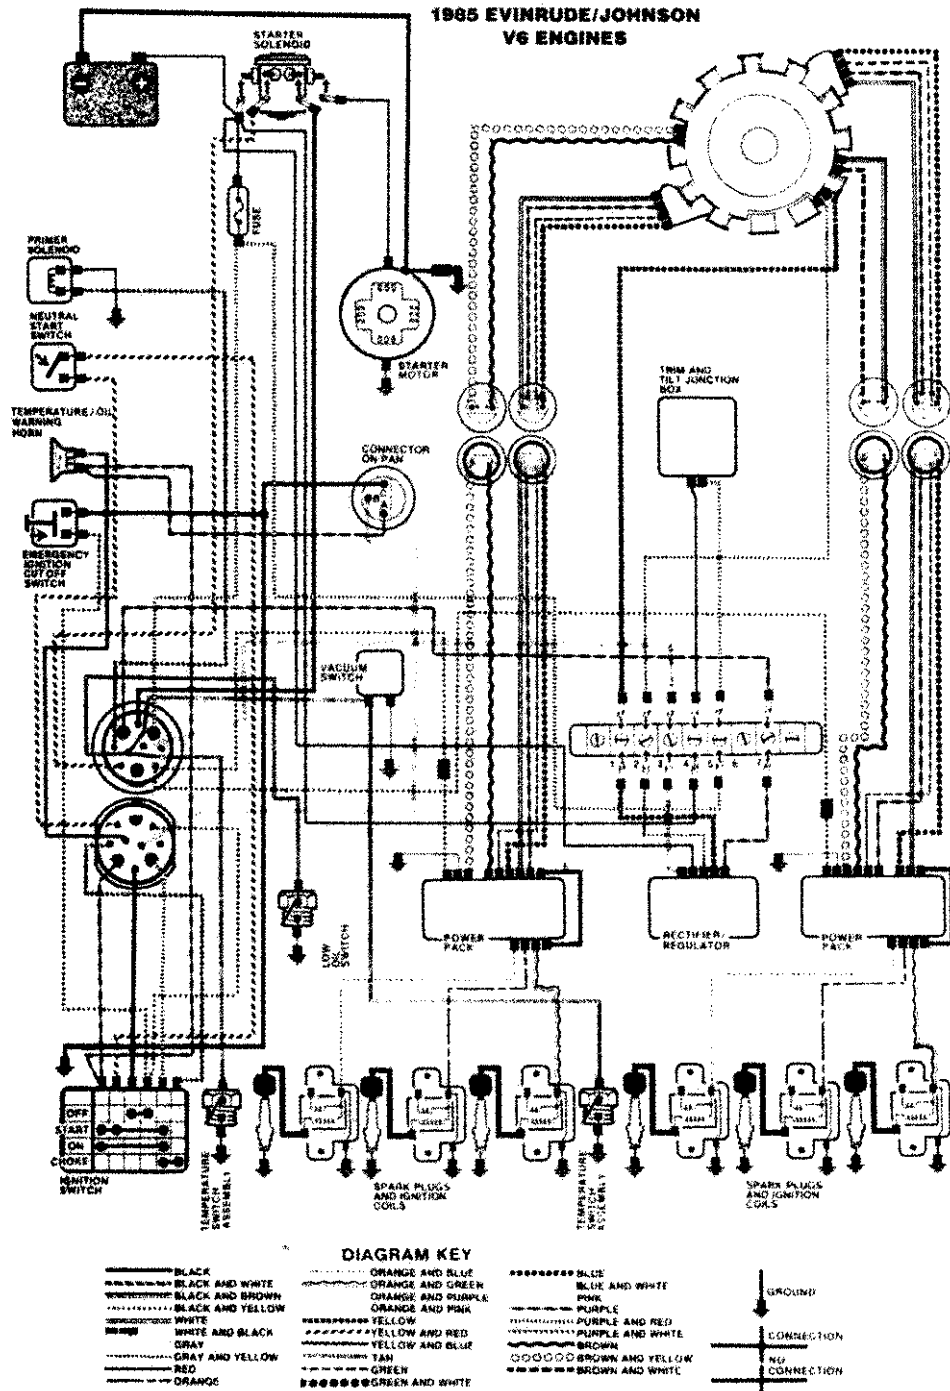 1985 EVINRUDE/JOHNSON
V6 ENGINES
STARTER
SOLENOID
FUSE
PRIMER
SOLENOID
NEUTRAL
START
SWITCH
STARTER
MOTOR
TRIM AND
TILT JUNCTION
BOX
TEMPERATURE/OIL
WARNING
HORN
CONNECTOR
ON PAN
EMERGENCY
IGNITION
CUT OFF
SWITCH
VACUUM
SWITCH
1 2 3 4 5 6 7
LOW
OIL
SWITCH
POWER
PACK
RECTIFIER/
REGULATOR
POWER
PACK
OFF
START
ON
CHOKE
IGNITION
SWITCH
TEMPERATURE
SWITCH
ASSEMBLY
SPARK PLUGS
AND IGNITION
COILS
TEMPERATURE
SWITCH
ASSEMBLY
SPARK PLUGS
AND IGNITION
COILS
DIAGRAM KEY
BLACK
BLACK AND WHITE
BLACK AND BROWN
BLACK AND YELLOW
WHITE
WHITE AND BLACK
GRAY
GRAY AND YELLOW
RED
ORANGE
ORANGE AND BLUE
ORANGE AND GREEN
ORANGE AND PURPLE
ORANGE AND PINK
YELLOW
YELLOW AND RED
YELLOW AND BLUE
TAN
GREEN
GREEN AND WHITE
BLUE
BLUE AND WHITE
PINK
PURPLE
PURPLE AND RED
PURPLE AND WHITE
BROWN
BROWN AND YELLOW
BROWN AND WHITE
GROUND
CONNECTION
NO
CONNECTION